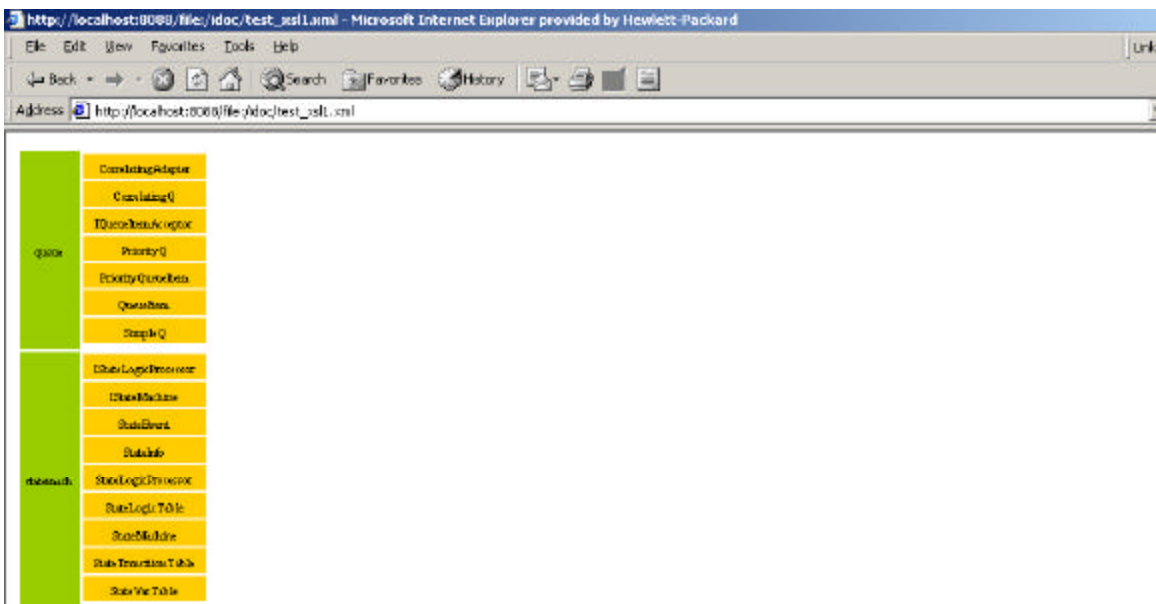 http://localhost:8088/file:/idoc/test_xsl1.xml - Microsoft Internet Explorer provided by Hewlett-Packard
File Edit View Favorites Tools Help
Back Search Favorites History
Address http://localhost:8088/file:/idoc/test_xsl1.xml
CorrelatingAdapter
CorrelatingQ
IQueueItemAcceptor
queue
PriorityQ
PriorityQueueItem
QueueItem
SimpleQ
IStateLogicProcessor
IStateMachine
StateEvent
StateInfo
StateLogicProcessor
StateLogicTable
StateMachine
StateTransitionTable
StateVarTable